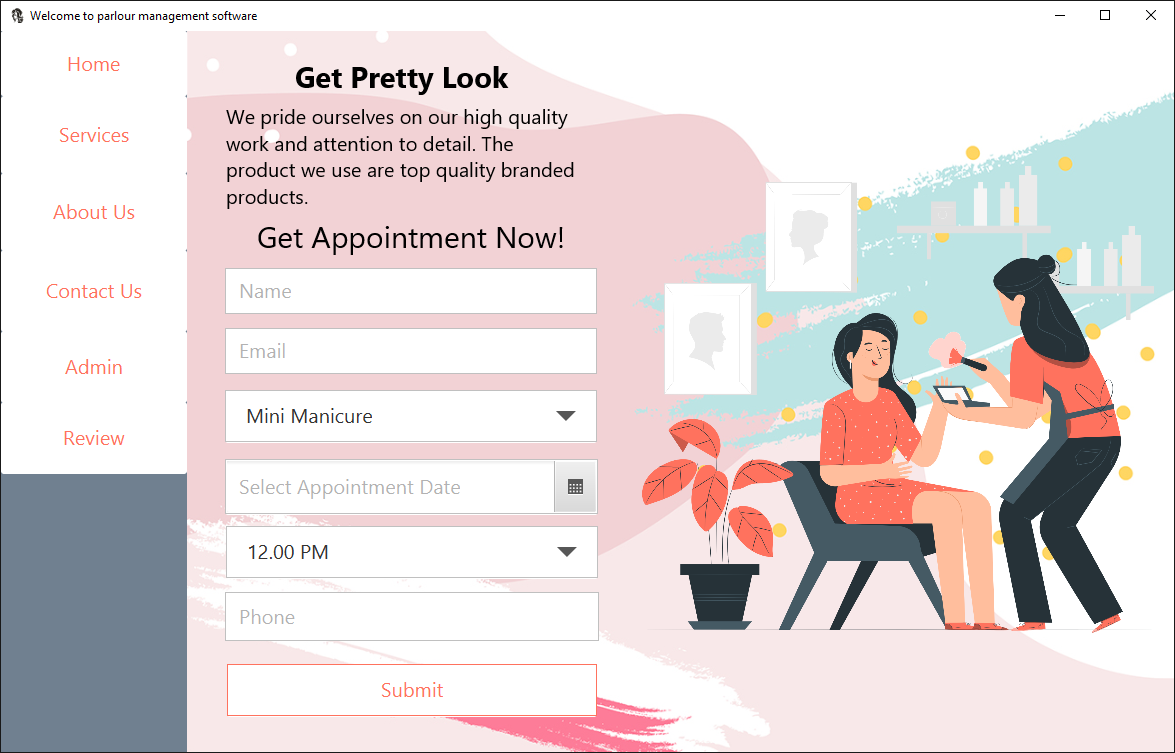 Welcome to parlour management software
Home
Services
About Us
Contact Us
Admin
Review
Get Pretty Look
We pride ourselves on our high quality
work and attention to detail. The
product we use are top quality branded
products.
Get Appointment Now!
Name
Email
Mini Manicure
Select Appointment Date
12.00 PM
Phone
Submit